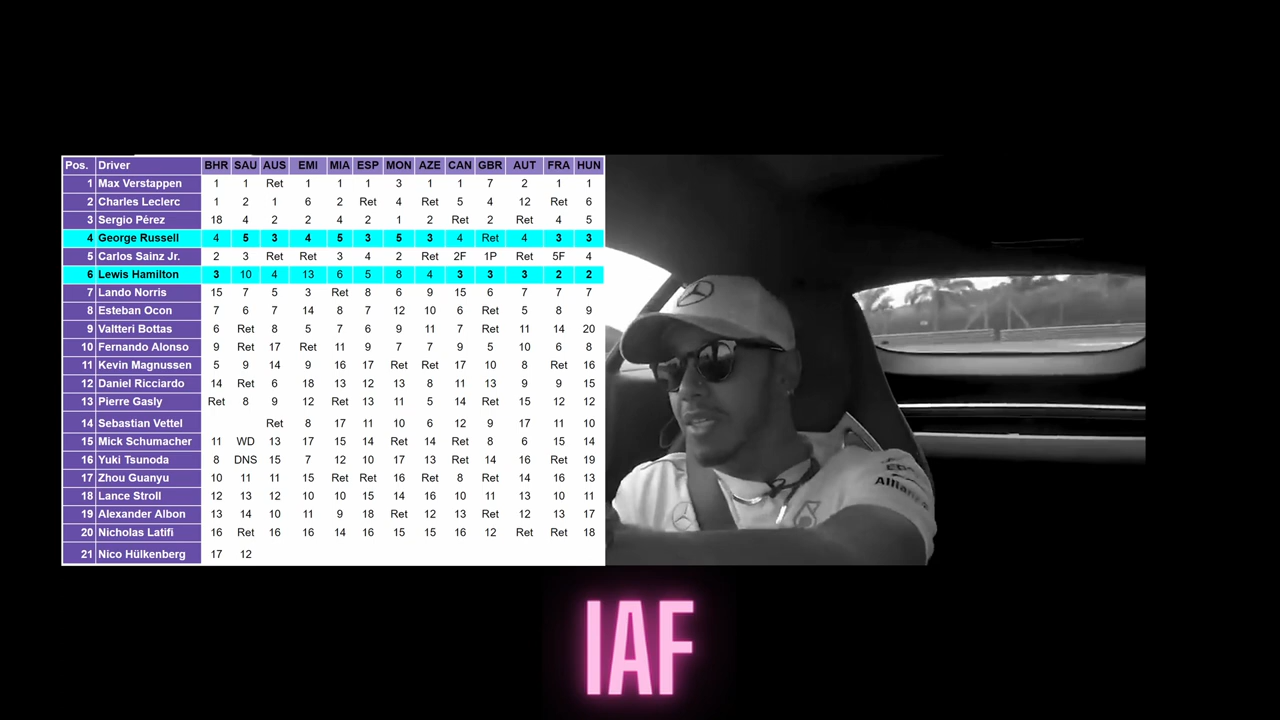 Pos. Driver BHR SAU AUS EMI MIA ESP MON AZE CAN GBR AUT FRA HUN
1 Max Verstappen 1 1 Ret 1 1 1 3 1 1 7 2 1 1
2 Charles Leclerc 1 2 1 6 2 Ret 4 Ret 5 4 12 Ret 6
3 Sergio Pérez 18 4 2 2 4 2 1 2 Ret 2 Ret 4 5
4 George Russell 4 5 3 4 5 3 5 3 4 Ret 4 3 3
5 Carlos Sainz Jr. 2 3 Ret Ret 3 4 2 Ret 2F 1P Ret 5F 4
6 Lewis Hamilton 3 10 4 13 6 5 8 4 3 3 3 2 2
7 Lando Norris 15 7 5 3 Ret 8 6 9 15 6 7 7 7
8 Esteban Ocon 7 6 7 14 8 7 12 10 6 Ret 5 8 9
9 Valtteri Bottas 6 Ret 8 5 7 6 9 11 7 Ret 11 14 20
10 Fernando Alonso 9 Ret 17 Ret 11 9 7 7 9 5 10 6 8
11 Kevin Magnussen 5 9 14 9 16 17 Ret Ret 17 10 8 Ret 16
12 Daniel Ricciardo 14 Ret 6 18 13 12 13 8 11 13 9 9 15
13 Pierre Gasly Ret 8 9 12 Ret 13 11 5 14 Ret 15 12 12
14 Sebastian Vettel Ret 8 17 11 10 6 12 9 17 11 10
15 Mick Schumacher 11 WD 13 17 15 14 Ret 14 Ret 8 6 15 14
16 Yuki Tsunoda 8 DNS 15 7 12 10 17 13 Ret 14 16 Ret 19
17 Zhou Guanyu 10 11 11 15 Ret Ret 16 Ret 8 Ret 14 16 13
18 Lance Stroll 12 13 12 10 10 15 14 16 10 11 13 10 11
19 Alexander Albon 13 14 10 11 9 18 Ret 12 13 Ret 12 13 17
20 Nicholas Latifi 16 Ret 16 16 14 16 15 15 16 12 Ret Ret 18
21 Nico Hülkenberg 17 12
Allianz
IAF